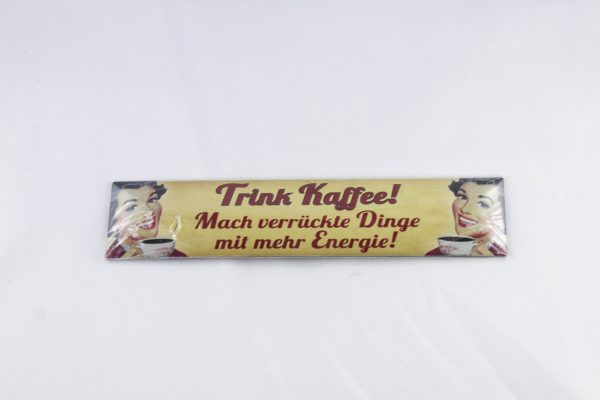 Trink Kaffee!
Mach verrückte Dinge
mit mehr Energie!